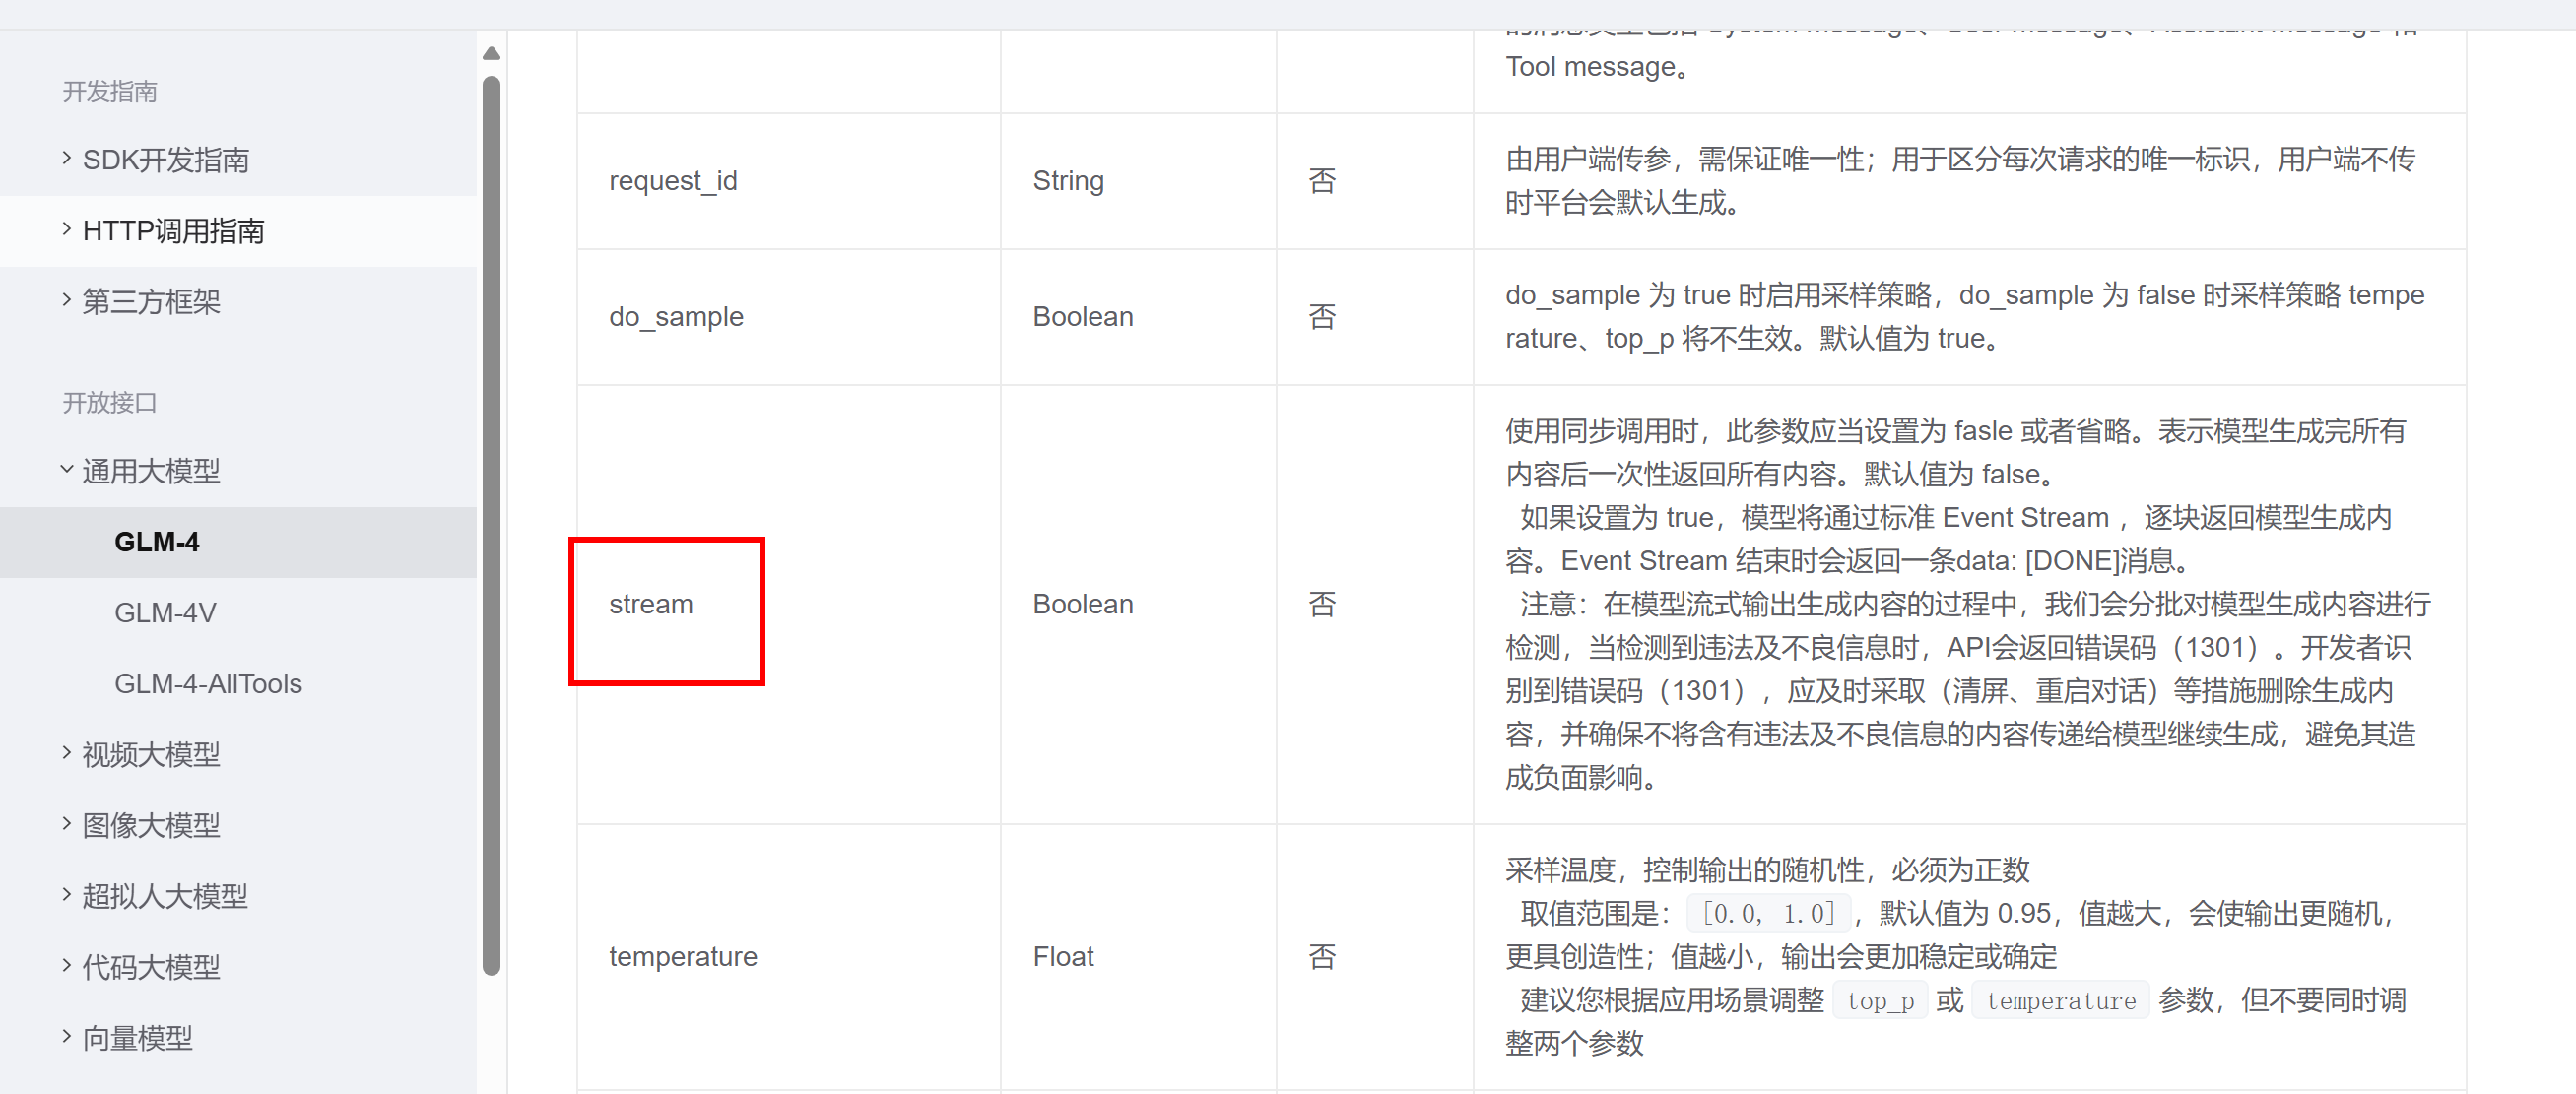 开发指南
SDK开发指南
HTTP调用指南
第三方框架
开放接口
通用大模型
GLM-4
GLM-4V
GLM-4-AllTools
视频大模型
图像大模型
超拟人大模型
代码大模型
向量模型
Tool message。
request_id
String
否
由用户端传参，需保证唯一性；用于区分每次请求的唯一标识，用户端不传
时平台会默认生成。
do_sample
Boolean
否
do_sample 为 true 时启用采样策略，do_sample 为 false 时采样策略 tempe
rature、top_p 将不生效。默认值为 true。
stream
Boolean
否
使用同步调用时，此参数应当设置为 fasle 或者省略。表示模型生成完所有
内容后一次性返回所有内容。默认值为 false。
如果设置为 true，模型将通过标准 Event Stream ，逐块返回模型生成内
容。Event Stream 结束时会返回一条data: [DONE]消息。
注意：在模型流式输出生成内容的过程中，我们会分批对模型生成内容进行
检测，当检测到违法及不良信息时，API会返回错误码（1301）。开发者识
别到错误码（1301），应及时采取（清屏、重启对话）等措施删除生成内
容，并确保不将含有违法及不良信息的内容传递给模型继续生成，避免其造
成负面影响。
temperature
Float
否
采样温度，控制输出的随机性，必须为正数
取值范围是：[0.0, 1.0]，默认值为 0.95，值越大，会使输出更随机，
更具创造性；值越小，输出会更加稳定或确定
建议您根据应用场景调整 top_p 或 temperature 参数，但不要同时调
整两个参数